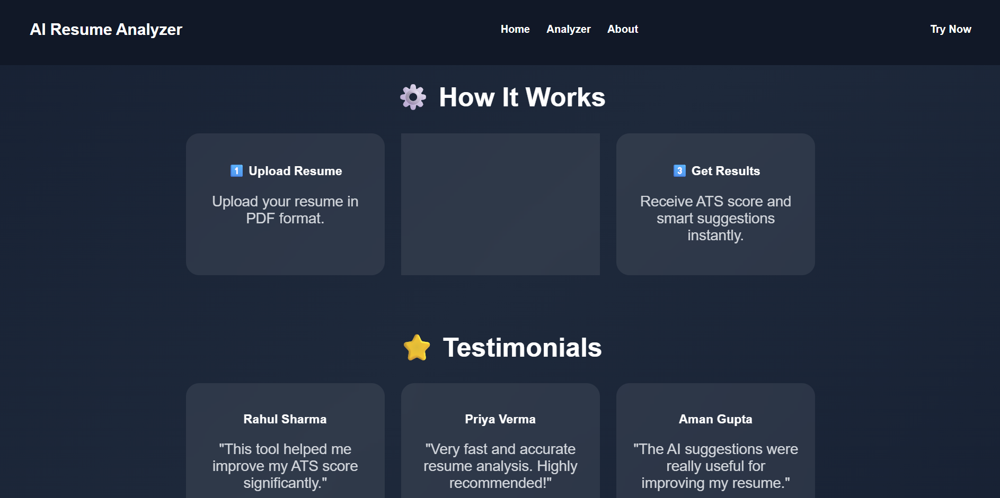 AI Resume Analyzer
Home Analyzer About
Try Now
⚙️ How It Works
1️⃣ Upload Resume
Upload your resume in
PDF format.
3️⃣ Get Results
Receive ATS score and
smart suggestions
instantly.
⭐ Testimonials
Rahul Sharma
"This tool helped me
improve my ATS score
significantly."
Priya Verma
"Very fast and accurate
resume analysis. Highly
recommended!"
Aman Gupta
"The AI suggestions were
really useful for
improving my resume."